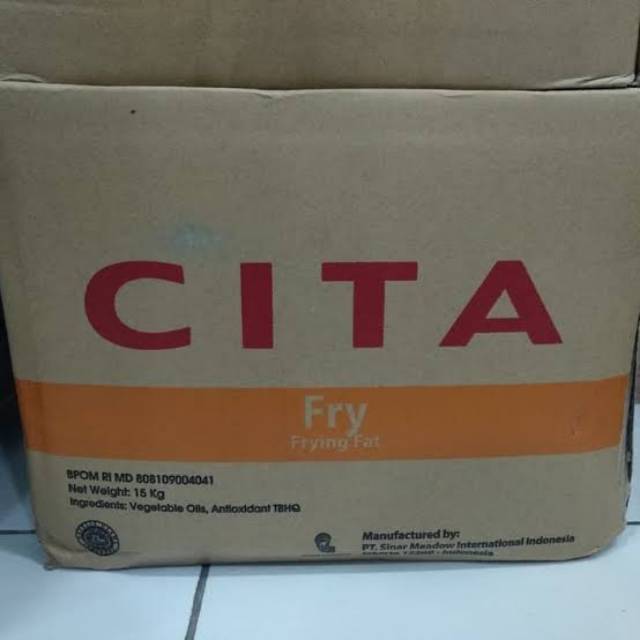 CITA
Fry
Frying Fat
BPOM RI MD 808109004041
Net Weight: 15 Kg
Ingredients: Vegetable Oils, Antioxidant TBHQ
Manufactured by:
PT. Sinar Meadow International Indonesia
Indonesia